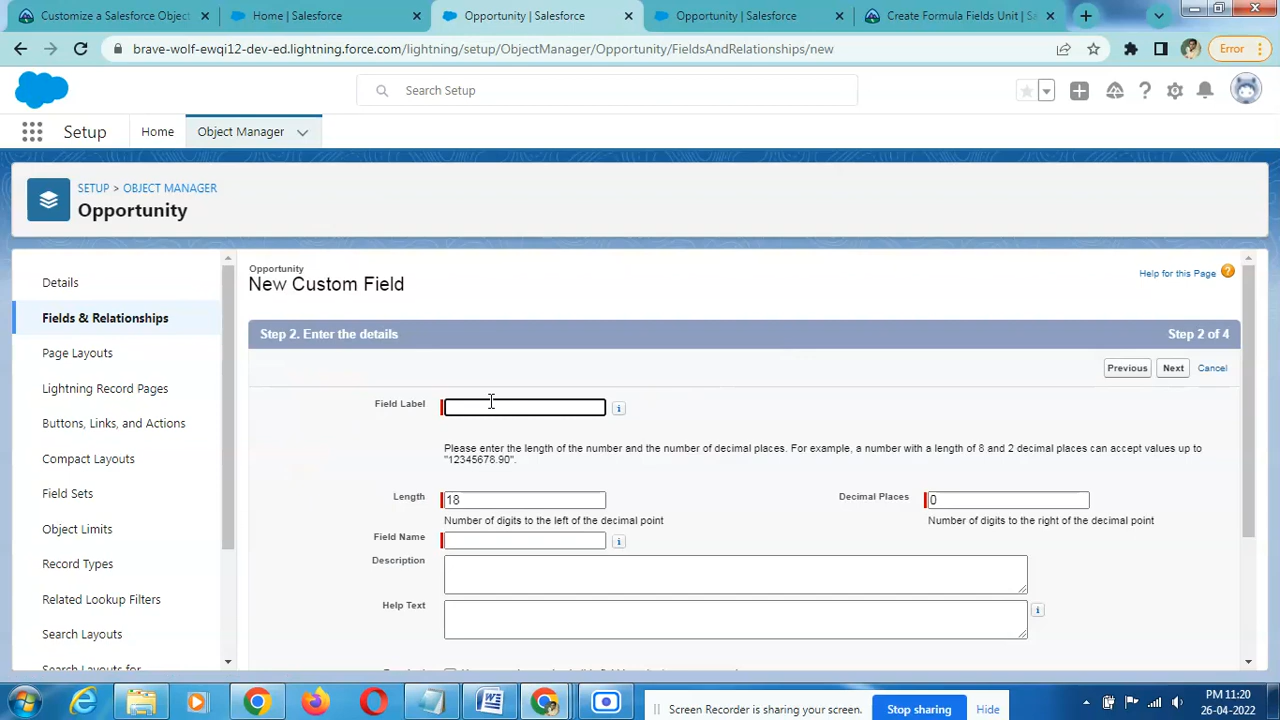 Customize a Salesforce Object
Home | Salesforce
Opportunity | Salesforce
Opportunity | Salesforce
Create Formula Fields Unit | Sa
brave-wolf-ewqi12-dev-ed.lightning.force.com/lightning/setup/ObjectManager/Opportunity/FieldsAndRelationships/new
Error
Search Setup
Setup
Home
Object Manager
SETUP > OBJECT MANAGER
Opportunity
Details
Fields & Relationships
Page Layouts
Lightning Record Pages
Buttons, Links, and Actions
Compact Layouts
Field Sets
Object Limits
Record Types
Related Lookup Filters
Search Layouts
Opportunity
New Custom Field
Help for this Page
Step 2. Enter the details
Step 2 of 4
Previous
Next
Cancel
Field Label
Please enter the length of the number and the number of decimal places. For example, a number with a length of 8 and 2 decimal places can accept values up to
"12345678.90".
Length
18
Decimal Places
0
Number of digits to the left of the decimal point
Number of digits to the right of the decimal point
Field Name
Description
Help Text
Screen Recorder is sharing your screen.
Stop sharing
Hide
PM 11:20
26-04-2022